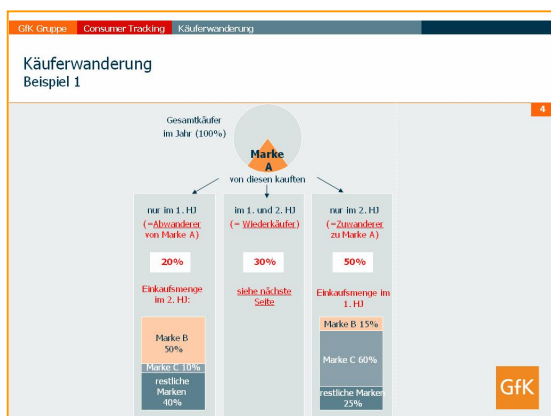 GfK Gruppe Consumer Tracking Käuferwanderung
Käuferwanderung
Beispiel 1
4
Gesamtkäufer
im Jahr (100%)
Marke
A
von diesen kauften
nur im 1. HJ
(=Abwanderer
von Marke A)
20%
Einkaufsmenge
im 2. HJ:
Marke B
50%
Marke C 10%
restliche
Marken
40%
im 1. und 2. HJ
(= Wiederkäufer)
30%
siehe nächste
Seite
nur im 2. HJ
(=Zuwanderer
zu Marke A)
50%
Einkaufsmenge im
1. HJ:
Marke B 15%
Marke C 60%
restliche Marken
25%
GfK